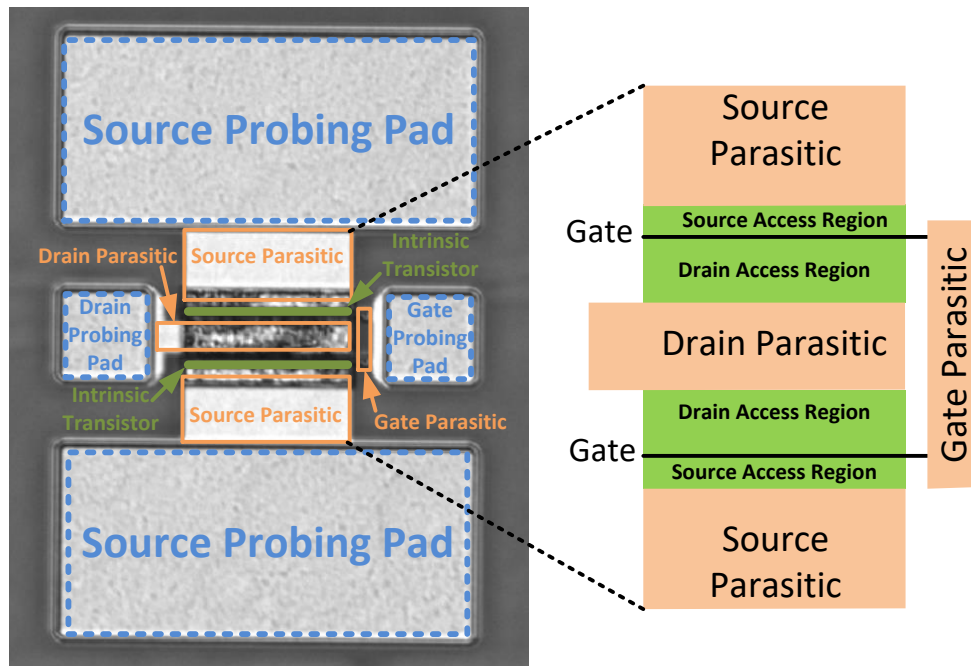 Source Probing Pad
Drain Parasitic
Source Parasitic
Intrinsic
Transistor
Drain
Probing
Pad
Gate
Probing
Pad
Intrinsic
Transistor
Source Parasitic
Gate Parasitic
Source Probing Pad
Source
Parasitic
Gate
Source Access Region
Drain Access Region
Drain Parasitic
Gate Parasitic
Drain Access Region
Gate
Source Access Region
Source
Parasitic